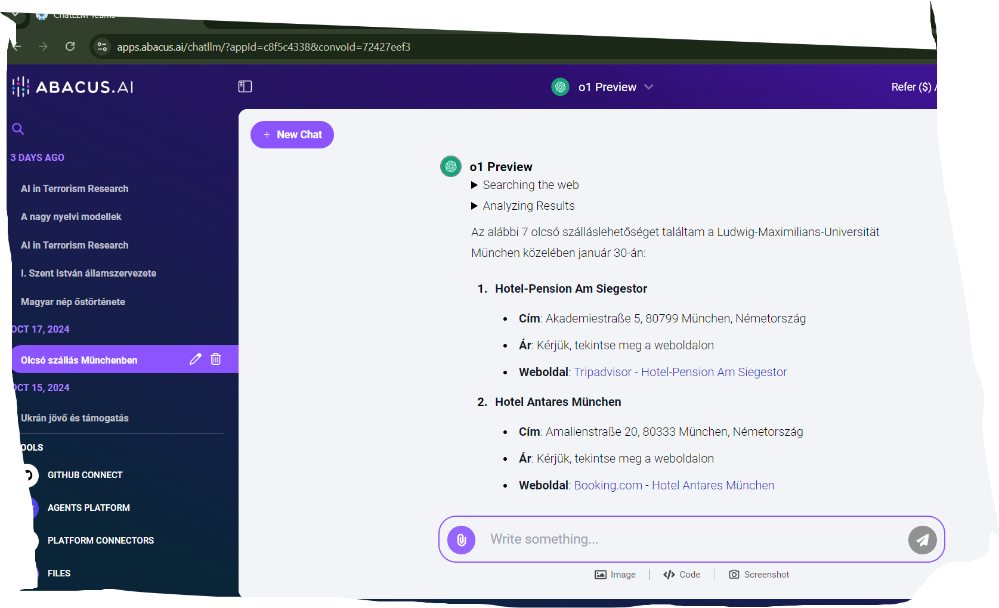 ChatLLM Teams
apps.abacus.ai/chatllm/?appId=c8f5c4338&convoId=72427eef3
ABACUS.AI
o1 Preview
Refer ($) /
3 DAYS AGO
AI in Terrorism Research
A nagy nyelvi modellek
AI in Terrorism Research
I. Szent István államszervezete
Magyar nép őstörténete
OCT 17, 2024
Olcsó szállás Münchenben
OCT 15, 2024
Ukrán jövő és támogatás
OOLS
GITHUB CONNECT
AGENTS PLATFORM
PLATFORM CONNECTORS
FILES
+ New Chat
o1 Preview
Searching the web
Analyzing Results
Az alábbi 7 olcsó szálláslehetőséget találtam a Ludwig-Maximilians-Universität
München közelében január 30-án:
1. Hotel-Pension Am Siegestor
• Cím: Akademiestraße 5, 80799 München, Németország
• Ár: Kérjük, tekintse meg a weboldalon
• Weboldal: Tripadvisor - Hotel-Pension Am Siegestor
2. Hotel Antares München
• Cím: Amalienstraße 20, 80333 München, Németország
• Ár: Kérjük, tekintse meg a weboldalon
• Weboldal: Booking.com - Hotel Antares München
Write something...
Image
Code
Screenshot